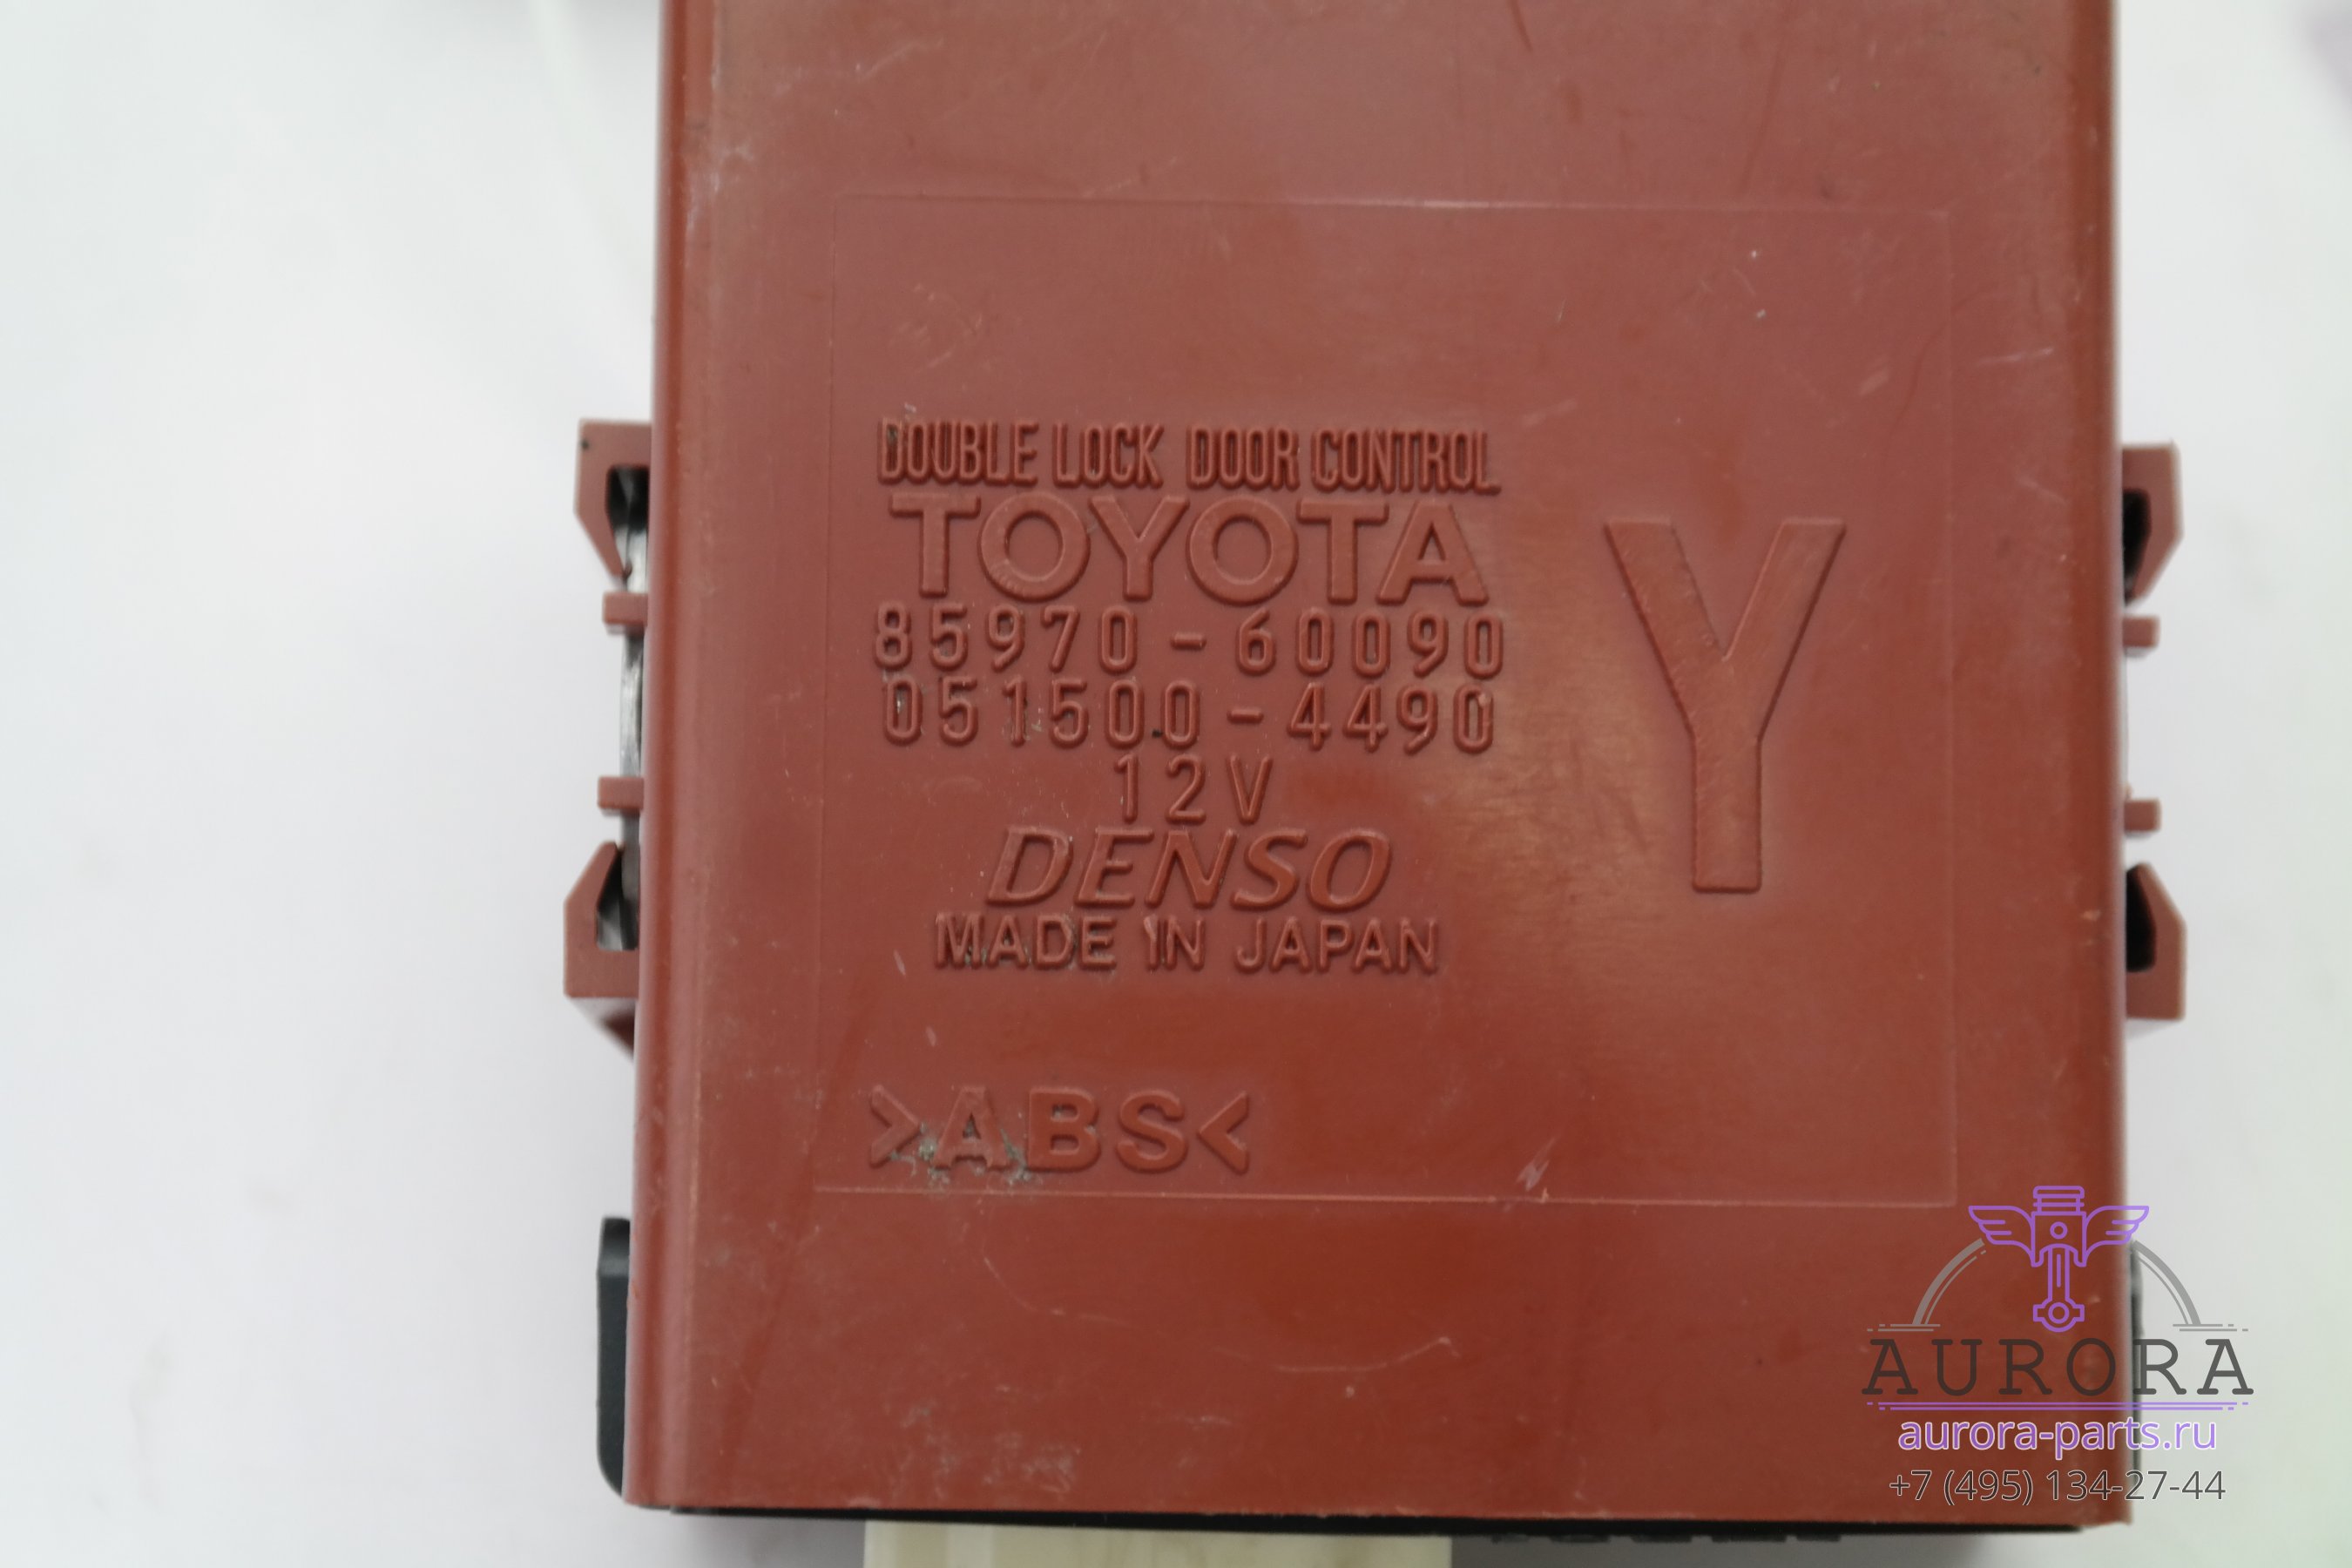 DOUBLE LOCK DOOR CONTROL
TOYOTA
85970-60090
051500-4490
12V
DENSO
MADE IN JAPAN
Y
>ABS<
AURORA
aurora-parts.ru
+7 (495) 134-27-44